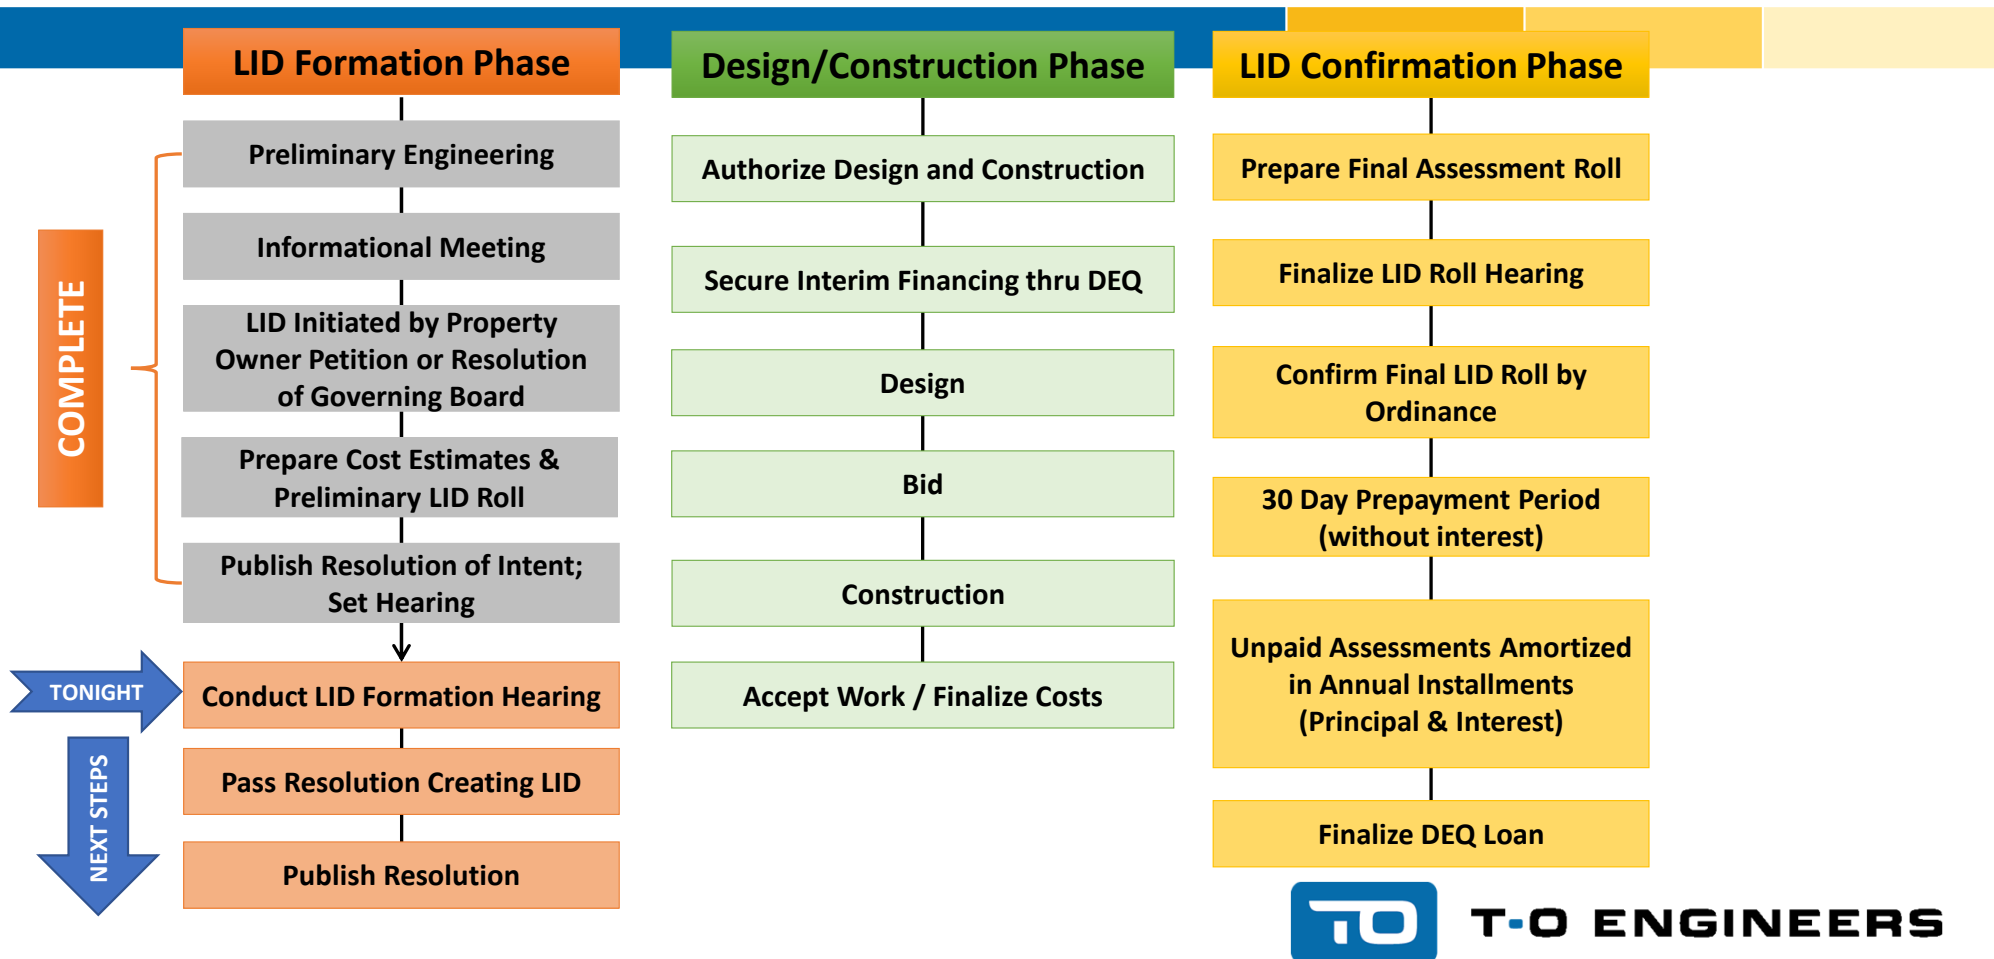 LID Formation Phase
Preliminary Engineering
Informational Meeting
LID Initiated by Property
Owner Petition or Resolution
of Governing Board
Prepare Cost Estimates &
Preliminary LID Roll
Publish Resolution of Intent;
Set Hearing
Conduct LID Formation Hearing
Pass Resolution Creating LID
Publish Resolution
COMPLETE
TONIGHT
NEXT STEPS
Design/Construction Phase
Authorize Design and Construction
Secure Interim Financing thru DEQ
Design
Bid
Construction
Accept Work / Finalize Costs
LID Confirmation Phase
Prepare Final Assessment Roll
Finalize LID Roll Hearing
Confirm Final LID Roll by
Ordinance
30 Day Prepayment Period
(without interest)
Unpaid Assessments Amortized
in Annual Installments
(Principal & Interest)
Finalize DEQ Loan
TO
T-O ENGINEERS